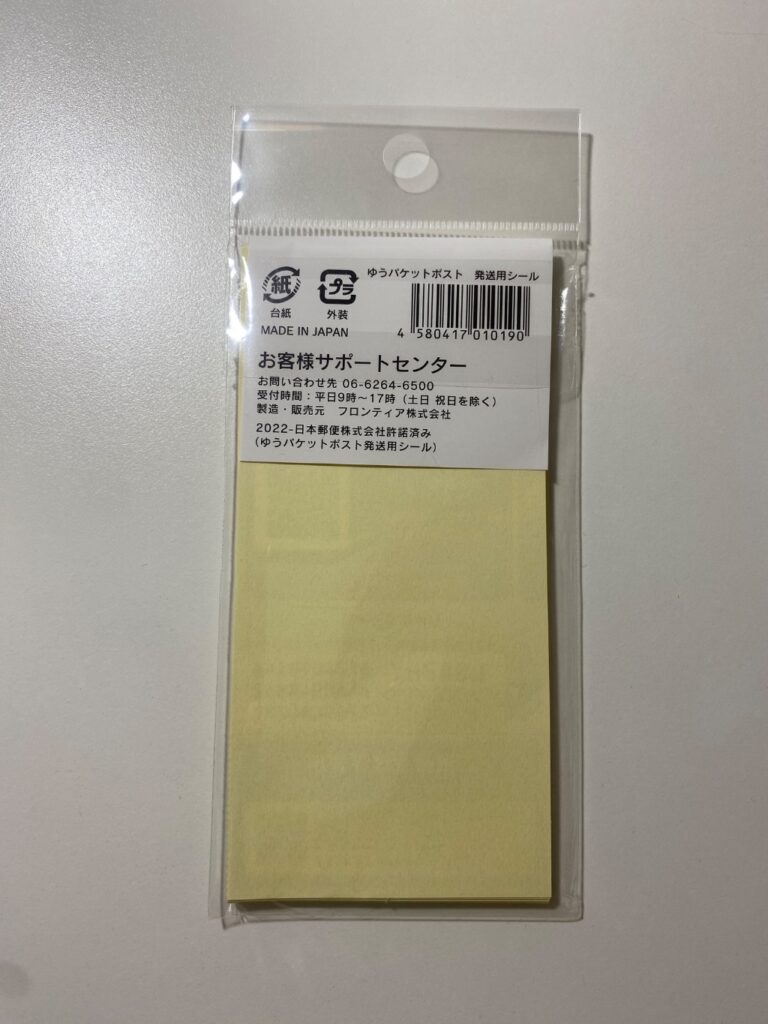 ゆうパケットポスト 発送用シール
紙 プラ
台紙 外装
MADE IN JAPAN
4 580417 010190
お客様サポートセンター
お問い合わせ先 06-6264-6500
受付時間:平日9時～17時（土日 祝日を除く）
製造・販売元 フロンティア株式会社
2022-日本郵便株式会社許諾済み
（ゆうパケットポスト発送用シール）